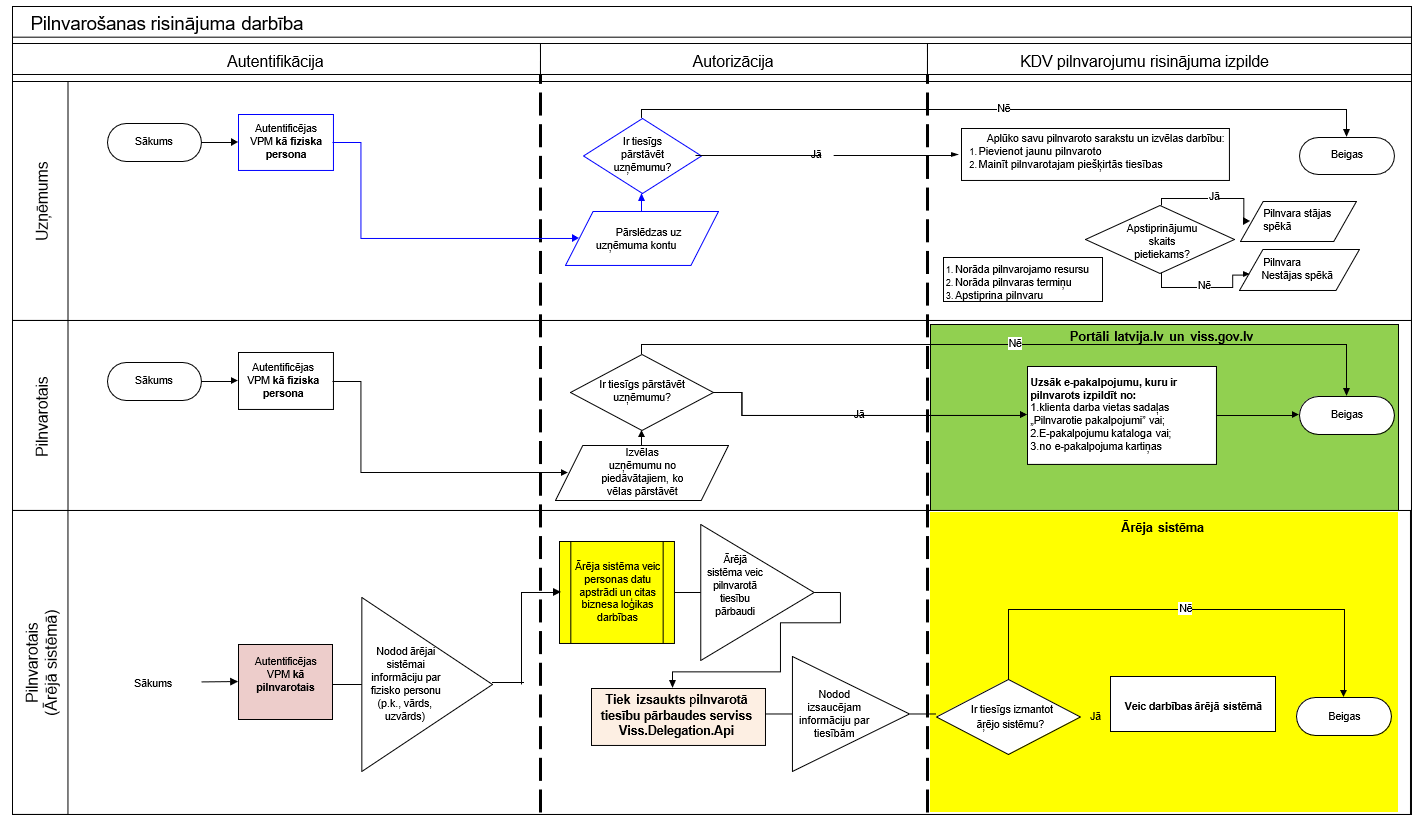 Pilnvarošanas risinājuma darbība
Autentifikācija
Autorizācija
KDV pilnvarojumu risinājuma izpilde
Uzņēmums
Sākums
Autentificējas
VPM kā fiziska
persona
Ir tiesīgs
pārstāvēt
uzņēmumu?
Pārslēdzas uz
uzņēmuma kontu
Nē
Jā
Aplūko savu pilnvaroto sarakstu un izvēlas darbību:
1. Pievienot jaunu pilnvaroto
2. Mainīt pilnvarotajam piešķirtās tiesības
Beigas
1. Norāda pilnvarojamo resursu
2. Norāda pilnvaras termiņu
3. Apstiprina pilnvaru
Apstiprinājumu
skaits
pietiekams?
Jā
Pilnvara stājas
spēkā
Nē
Pilnvara
Nestājas spēkā
Pilnvarotais
Sākums
Autentificējas
VPM kā fiziska
persona
Ir tiesīgs pārstāvēt
uzņēmumu?
Izvēlas
uzņēmumu no
piedāvātajiem, ko
vēlas pārstāvēt
Portāli latvija.lv un viss.gov.lv
Nē
Jā
Uzsāk e-pakalpojumu, kuru ir
pilnvarots izpildīt no:
1.klienta darba vietas sadaļas
„Pilnvarotie pakalpojumi” vai;
2.E-pakalpojumu kataloga vai;
3.no e-pakalpojuma kartiņas
Beigas
Pilnvarotais
(Ārējā sistēmā)
Sākums
Autentificējas
VPM kā
pilnvarotais
Nodod ārējai
sistēmai
informāciju par
fizisko personu
(p.k., vārds,
uzvārds)
Ārēja sistēma veic
personas datu
apstrādi un citas
biznesa loģikas
darbības
Ārējā
sistēma veic
pilnvarotā
tiesību
pārbaudi
Tiek izsaukts pilnvarotā
tiesību pārbaudes serviss
Viss.Delegation.Api
Nodod
izsaucējam
informāciju par
tiesībām
Ārēja sistēma
Nē
Ir tiesīgs izmantot
ārējo sistēmu?
Jā
Veic darbības ārējā sistēmā
Beigas